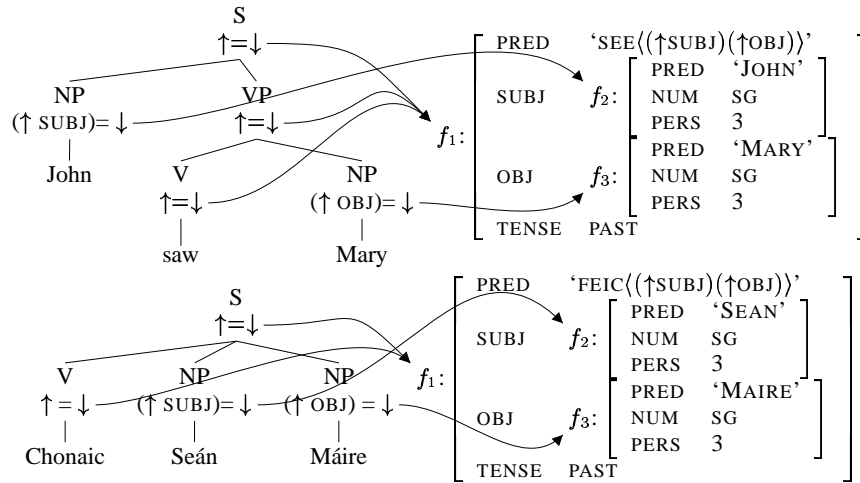 S
↑=↓
PRED ‘SEE⟨(↑SUBJ)(↑OBJ)⟩’
NP VP
(↑ SUBJ)= ↓ ↑=↓
f1:
SUBJ f2: PRED ‘JOHN’
NUM SG
PERS 3
John V NP
↑=↓ (↑ OBJ)= ↓
OBJ f3: PRED ‘MARY’
NUM SG
PERS 3
saw Mary
TENSE PAST
S
↑=↓
PRED ‘FEIC⟨(↑SUBJ)(↑OBJ)⟩’
V NP NP
↑ = ↓ (↑ SUBJ)= ↓ (↑ OBJ) = ↓
f1:
SUBJ f2: PRED ‘SEAN’
NUM SG
PERS 3
Chonaic Seán Máire
OBJ f3: PRED ‘MAIRE’
NUM SG
PERS 3
TENSE PAST